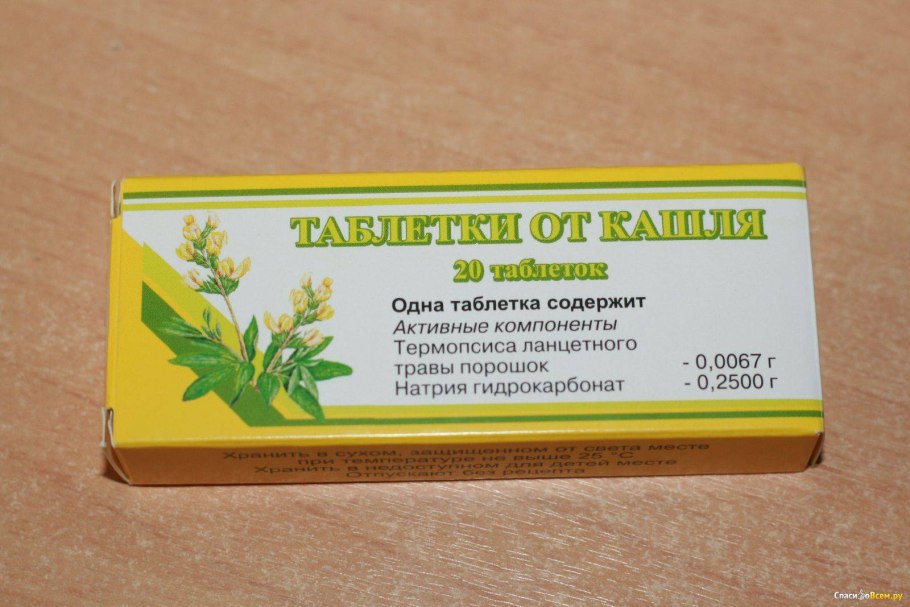 ТАБЛЕТКИ ОТ КАШЛЯ
20 таблеток
Одна таблетка содержит
Активные компоненты
Термопсиса ланцетного
травы порошок - 0,0067 г
Натрия гидрокарбонат - 0,2500 г
Хранить в сухом, защищенном от света месте
при температуре не выше 25 °С
Хранить в недоступном для детей месте
Отпускают без рецепта
СпасиДоВсем.ру